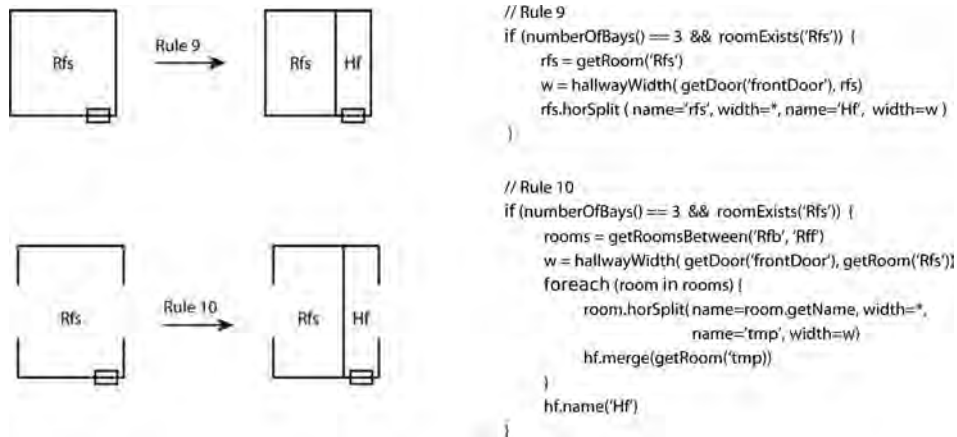 Rfs
Rule 9
Rfs
Hf
// Rule 9
if (numberOfBays() == 3 && roomExists('Rfs')) {
rfs = getRoom('Rfs')
w = hallwayWidth( getDoor('frontDoor'), rfs)
rfs.horSplit ( name='rfs', width=*, name='Hf', width=w )
}
Rfs
Rule 10
Rfs
Hf
// Rule 10
if (numberOfBays() == 3 && roomExists('Rfs')) {
rooms = getRoomsBetween('Rfb', 'Rff')
w = hallwayWidth( getDoor('frontDoor'), getRoom('Rfs'))
foreach (room in rooms) {
room.horSplit( name=room.getName, width=*,
name='tmp', width=w)
hf.merge(getRoom('tmp'))
}
hf.name('Hf')
}